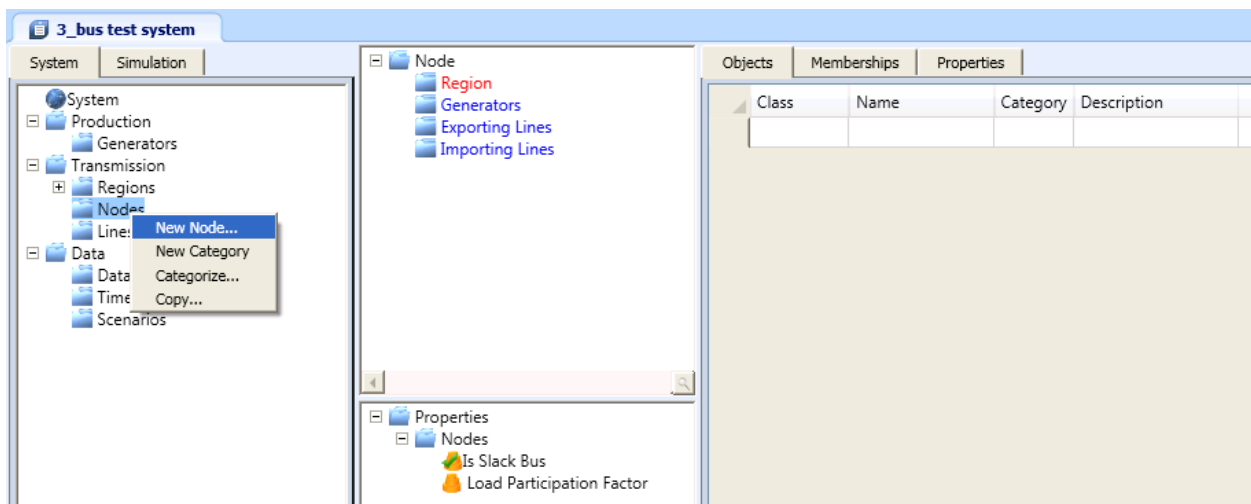 3_bus test system
System
Simulation
System
Production
Generators
Transmission
Regions
Nodes
Lines
Data
Data
Time
Scenarios
New Node...
New Category
Categorize...
Copy...
Node
Region
Generators
Exporting Lines
Importing Lines
Properties
Nodes
Is Slack Bus
Load Participation Factor
Objects
Memberships
Properties
Class
Name
Category
Description